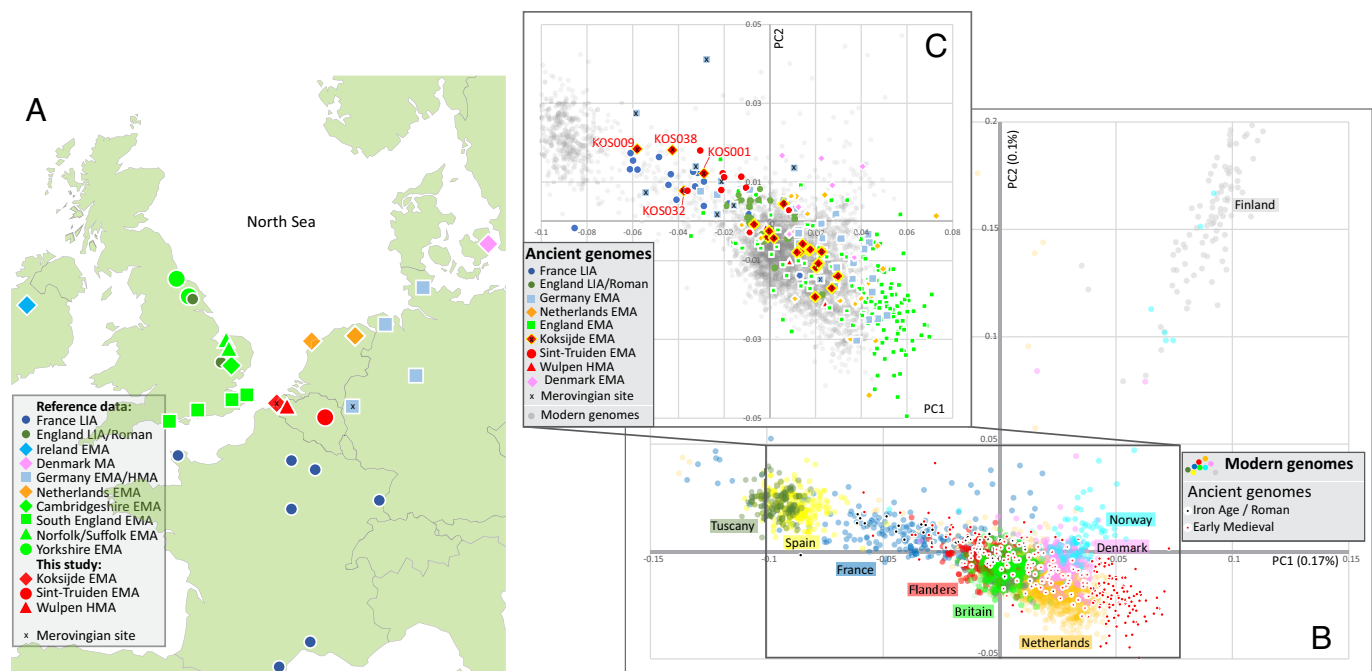 A
North Sea
Reference data:
France LIA
England LIA/Roman
Ireland EMA
Denmark MA
Germany EMA/HMA
Netherlands EMA
Cambridgeshire EMA
South England EMA
Norfolk/Suffolk EMA
Yorkshire EMA
This study:
Koksijde EMA
Sint-Truiden EMA
Wulpen HMA
x Merovingian site
C
PC2
0.05
0.03
0.01
-0.01
-0.03
-0.05
-0.1
-0.08
-0.06
-0.04
-0.02
0.02
0.04
0.06
0.08
PC1
KOS009
KOS038
KOS001
KOS032
Ancient genomes
France LIA
England LIA/Roman
Germany EMA
Netherlands EMA
England EMA
Koksijde EMA
Sint-Truiden EMA
Wulpen HMA
Denmark EMA
x Merovingian site
Modern genomes
B
PC2 (0.1%)
0.2
0.15
0.1
0.05
-0.05
-0.1
-0.05
0.05
0.1
0.15
PC1 (0.17%)
Finland
Tuscany
Spain
France
Flanders
Britain
Netherlands
Norway
Denmark
Modern genomes
Ancient genomes
Iron Age / Roman
Early Medieval